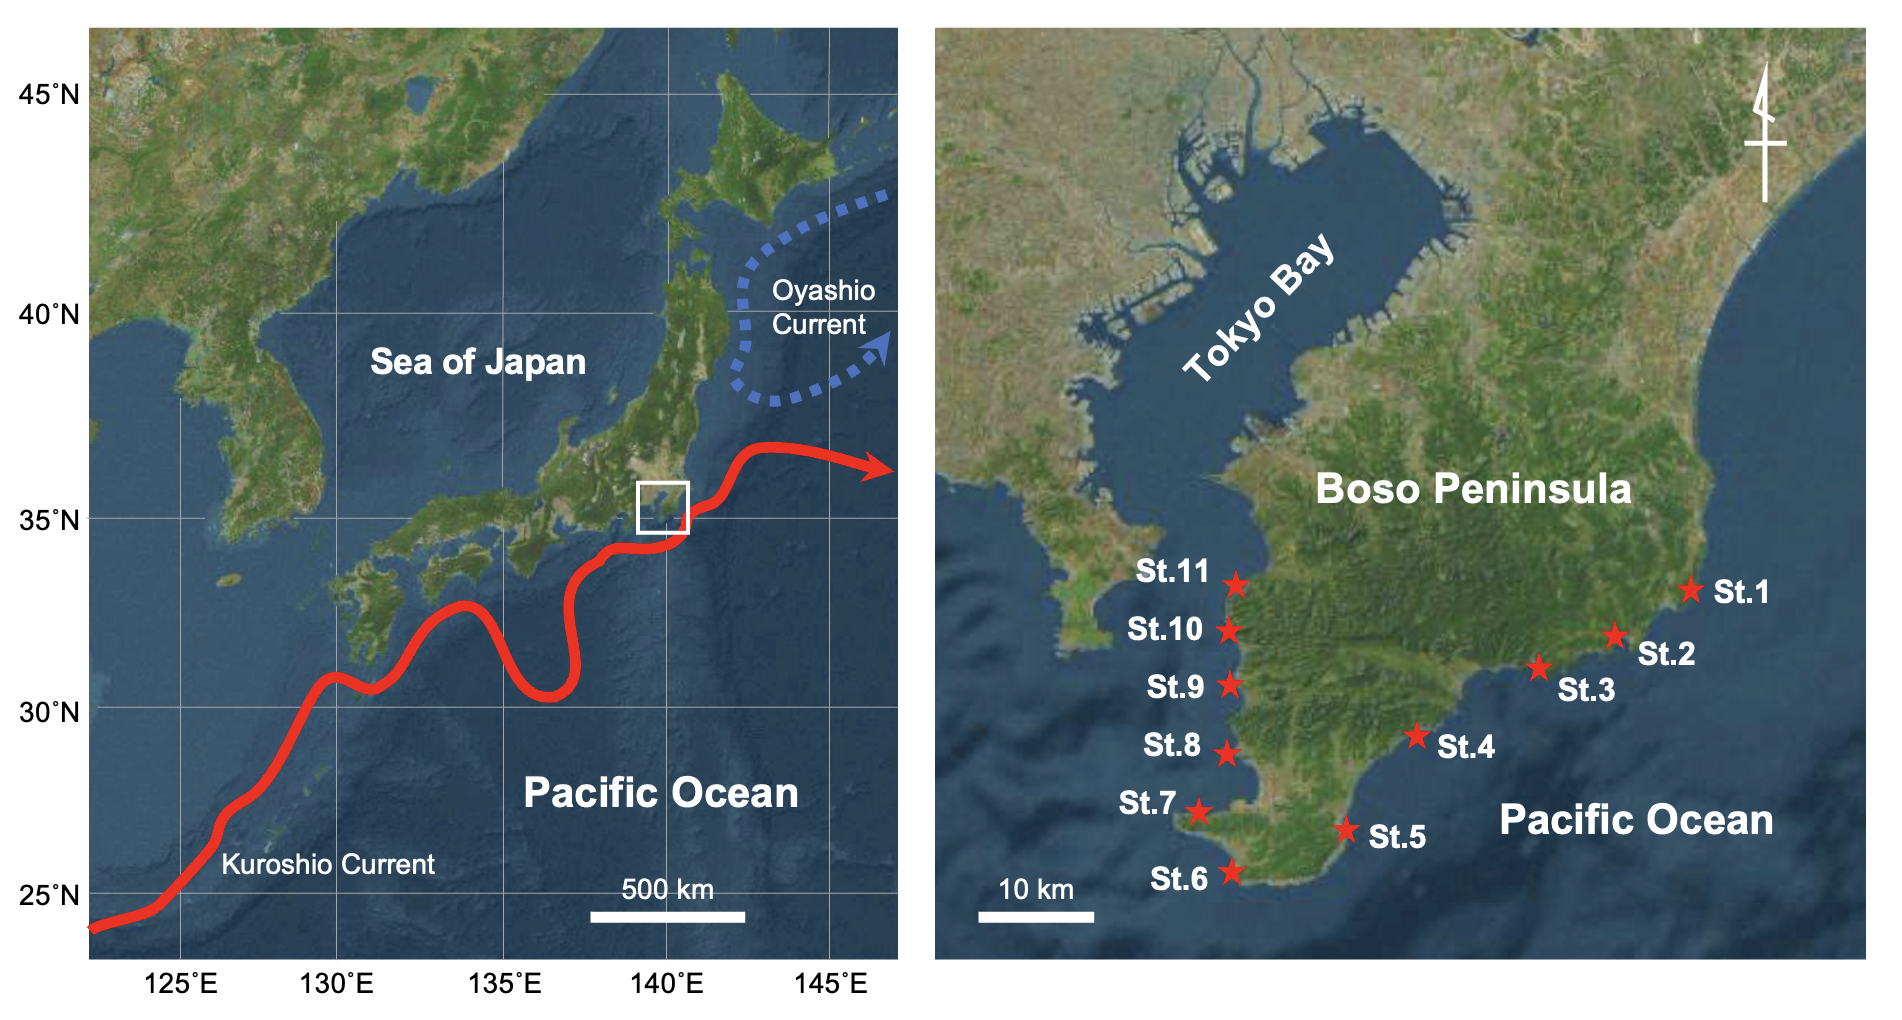 45˚N
40˚N
35˚N
30˚N
25˚N
125˚E
130˚E
135˚E
140˚E
145˚E
Oyashio
Current
Sea of Japan
Pacific Ocean
Kuroshio Current
500 km
Tokyo Bay
Boso Peninsula
St.11
St.10
St.9
St.8
St.7
St.6
St.1
St.2
St.3
St.4
St.5
Pacific Ocean
10 km